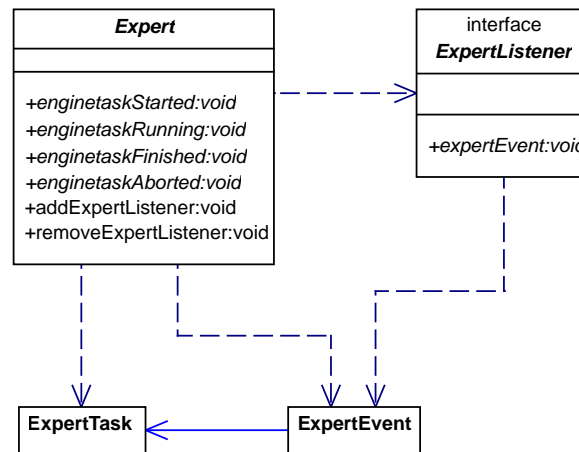 Expert
+enginetaskStarted:void
+enginetaskRunning:void
+enginetaskFinished:void
+enginetaskAborted:void
+addExpertListener:void
+removeExpertListener:void
interface
ExpertListener
+expertEvent:void
ExpertTask
ExpertEvent